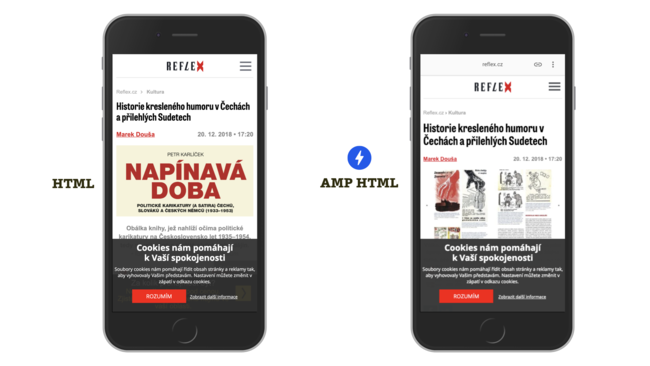 HTML
REFLEX
Reflex.cz > Kultura
Historie kresleného humoru v Čechách
a přilehlých Sudetech
Marek Douša 20. 12. 2018 • 17:20
PETR KARLÍČEK
NAPÍNAVÁ
DOBA
POLITICKÉ KARIKATURY (A SATIRA) ČECHŮ,
SLOVÁKŮ A ČESKÝCH NĚMCŮ (1933–1953)
Obálka knihy, jež nahlíží očima politické
karikatury na Československo let 1935–1954.
Cookies nám pomáhají
k Vaší spokojenosti
Soubory cookies nám pomáhají řídit obsah stránky a reklamy tak,
aby vyhovovaly Vašim představám. Nastavení můžete změnit v
zápatí v odkazu cookies.
ROZUMÍM Zobrazit další informace
AMP HTML
reflex.cz
REFLEX
Reflex.cz • Kultura
Historie kresleného humoru v
Čechách a přilehlých Sudetech
Marek Douša 20. 12. 2018 • 17:20
Cookies nám pomáhají
k Vaší spokojenosti
Soubory cookies nám pomáhají řídit obsah stránky a reklamy tak,
aby vyhovovaly Vašim představám. Nastavení můžete změnit v
zápatí v odkazu cookies.
ROZUMÍM Zobrazit další informace